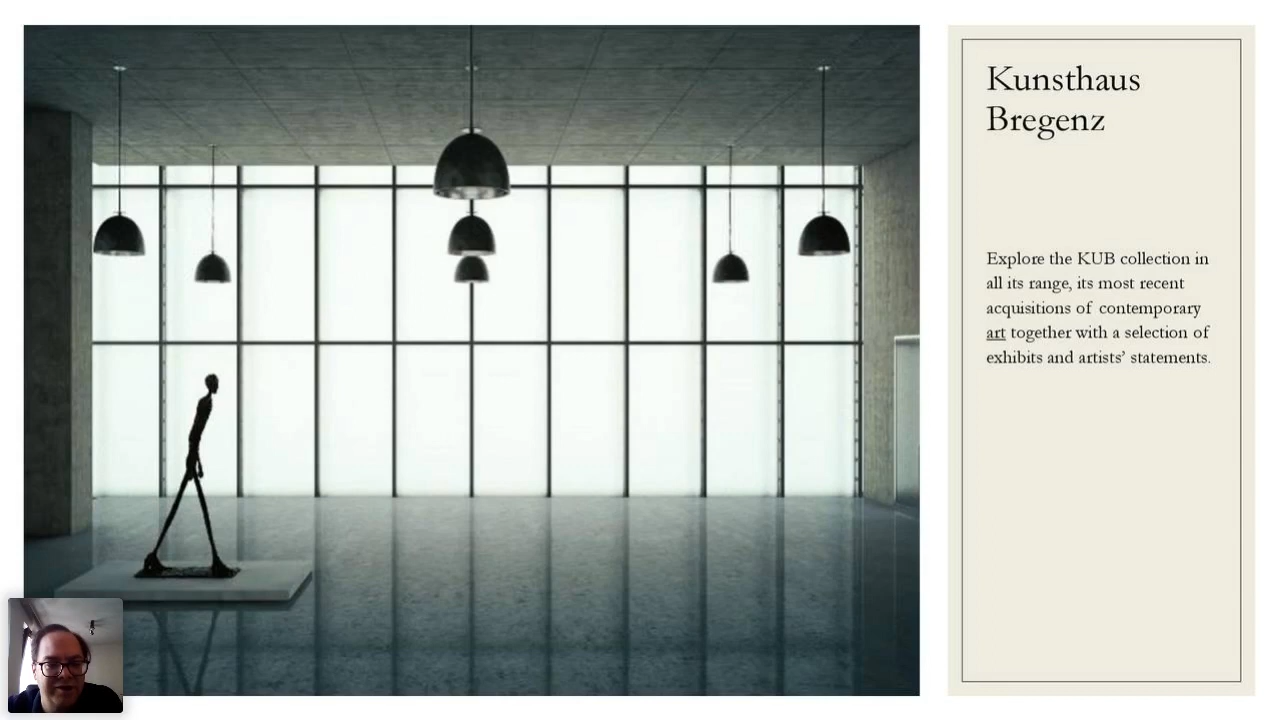 Kunsthaus
Bregenz
Explore the KUB collection in
all its range, its most recent
acquisitions of contemporary
art together with a selection of
exhibits and artists’ statements.